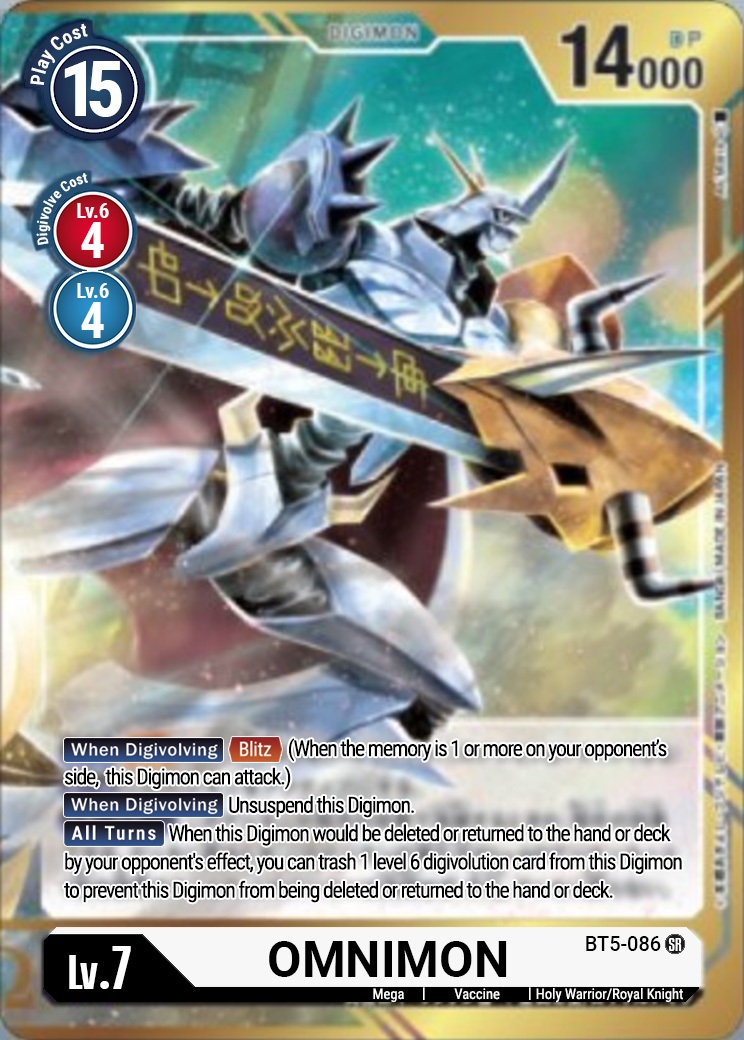 DIGIMON
Play Cost
15
DP
14000
Digivolve Cost
Lv.6
4
Lv.6
4
BANDAI MADE IN JAPAN
When Digivolving Blitz (When the memory is 1 or more on your opponent's
side, this Digimon can attack.)
When Digivolving Unsuspend this Digimon.
All Turns When this Digimon would be deleted or returned to the hand or deck
by your opponent's effect, you can trash 1 level 6 digivolution card from this Digimon
to prevent this Digimon from being deleted or returned to the hand or deck.
Lv.7
OMNIMON
BT5-086 SR
Mega | Vaccine | Holy Warrior/Royal Knight